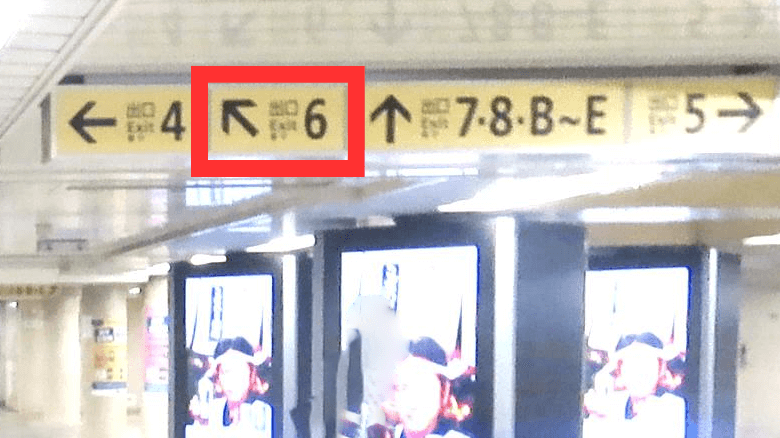 ← 出口 Exit 4
↖ 出口 Exit 6
↑ 出口 Exit 7·8·B~E
出口 Exit 5 →